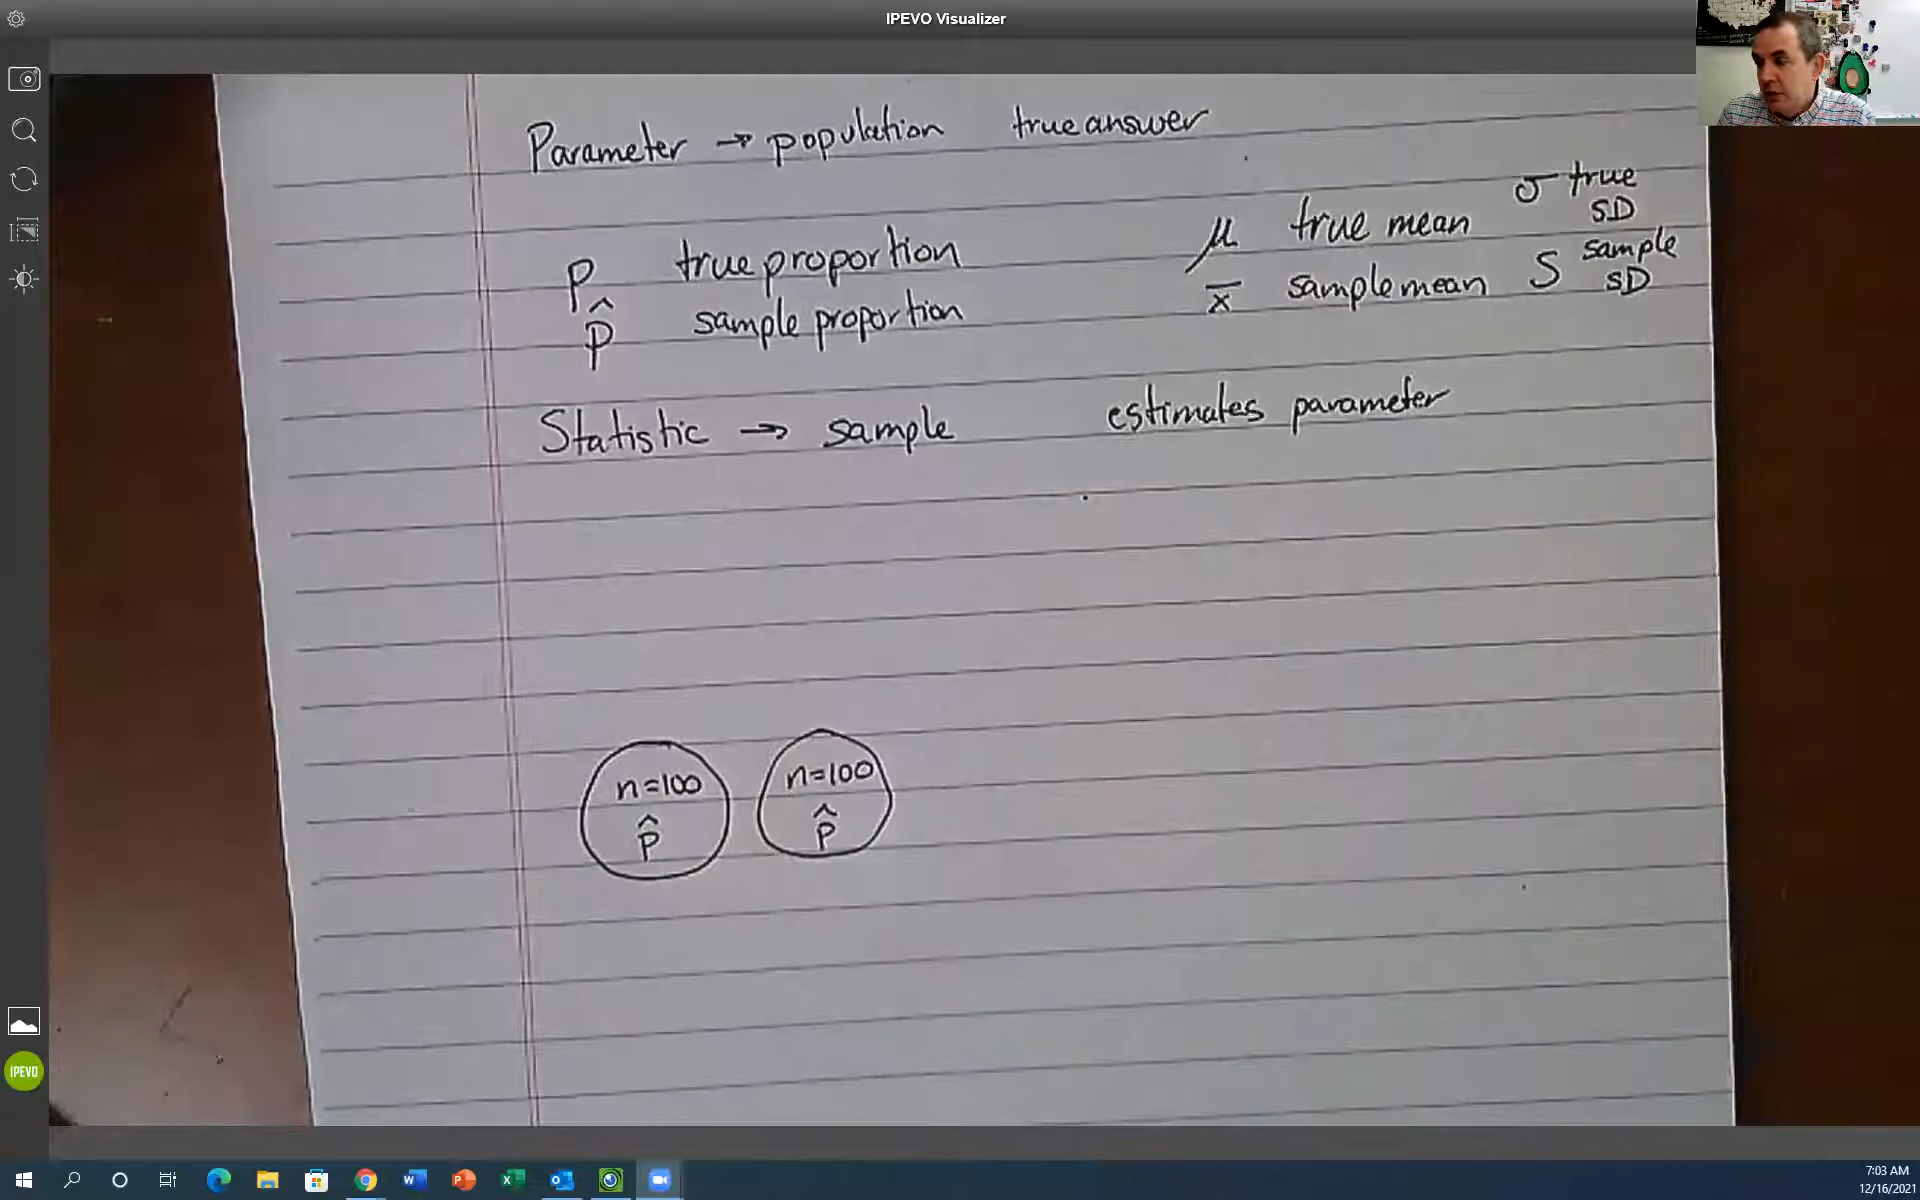 IPEVO Visualizer
Parameter → population true answer
p true proportion
p̂ sample proportion
μ true mean
x̄ sample mean
σ true SD
S sample SD
Statistic → sample estimates parameter
n=100
p̂
n=100
p̂
IPEVO
7:03 AM
12/16/2021